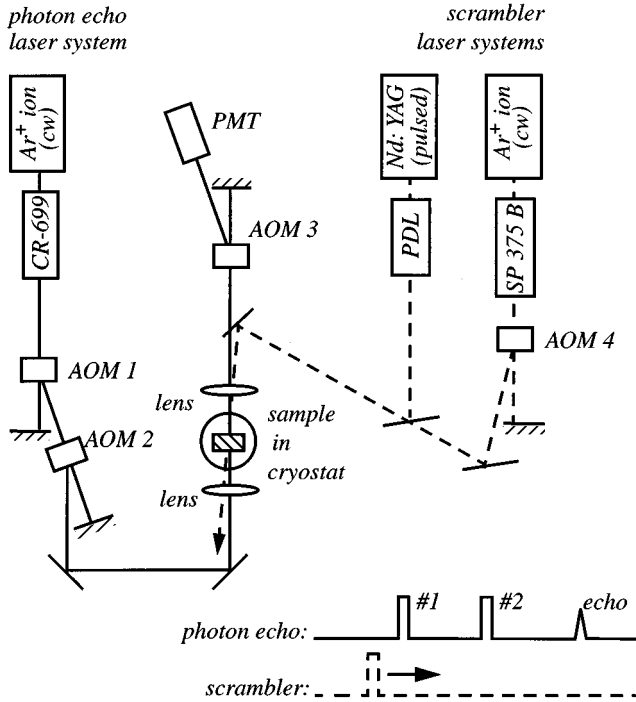 photon echo
laser system
scrambler
laser systems
Ar+ ion
(cw)
PMT
Nd: YAG
(pulsed)
Ar+ ion
(cw)
CR-699
AOM 3
PDL
SP 375 B
AOM 4
AOM 1
lens
AOM 2
sample
in
cryostat
lens
#1
#2
echo
photon echo:
scrambler: